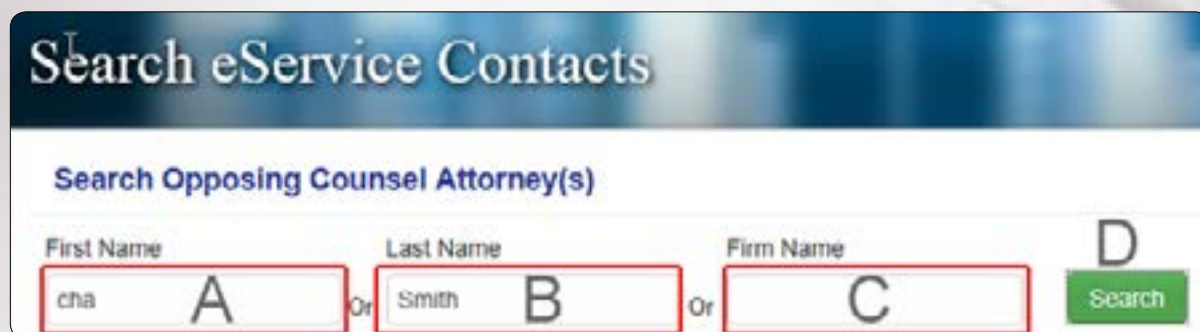 Search eService Contacts
Search Opposing Counsel Attorney(s)
First Name Last Name Firm Name D
cha A Or Smith B Or C Search